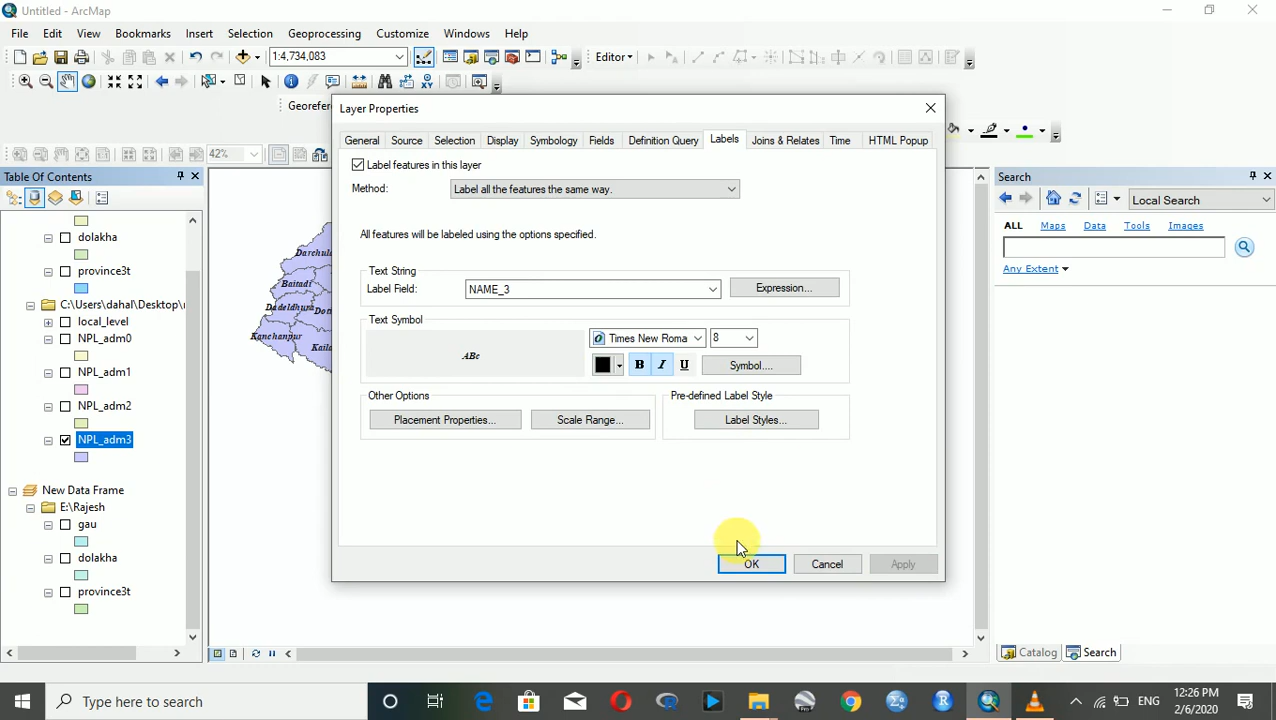 Untitled - ArcMap
File Edit View Bookmarks Insert Selection Geoprocessing Customize Windows Help
1:4,734,083
Editor
Layer Properties
General Source Selection Display Symbology Fields Definition Query Labels Joins & Relates Time HTML Popup
42%
Table Of Contents
dolakha
province3t
C:\Users\dahal\Desktop\
local_level
NPL_adm0
NPL_adm1
NPL_adm2
NPL_adm3
New Data Frame
E:\Rajesh
gau
dolakha
province3t
Darchula
Baitadi
Dadeldhura
Kanchanpur
Label features in this layer
Method: Label all the features the same way.
All features will be labeled using the options specified.
Text String
Label Field: NAME_3 Expression...
Text Symbol
ABc
Times New Roma 8
B I U Symbol....
Other Options
Placement Properties... Scale Range...
Pre-defined Label Style
Label Styles...
OK Cancel Apply
Search
Local Search
ALL Maps Data Tools Images
Any Extent
Catalog Search
Type here to search
Pro
R
R
ENG
12:26 PM
2/6/2020